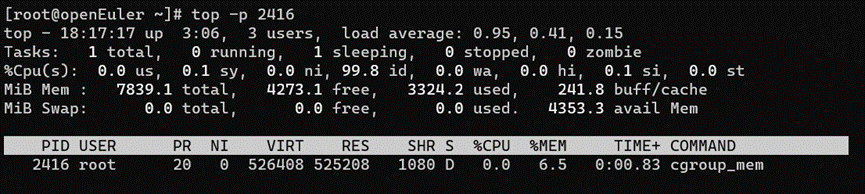 [root@openEuler ~]# top -p 2416
top - 18:17:17 up  3:06,  3 users,  load average: 0.95, 0.41, 0.15
Tasks:   1 total,   0 running,   1 sleeping,   0 stopped,   0 zombie
%Cpu(s):  0.0 us,  0.1 sy,  0.0 ni, 99.8 id,  0.0 wa,  0.0 hi,  0.1 si,  0.0 st
MiB Mem :   7839.1 total,   4273.1 free,   3324.2 used,    241.8 buff/cache
MiB Swap:      0.0 total,      0.0 free,      0.0 used.   4353.3 avail Mem
PID USER      PR  NI    VIRT    RES    SHR S  %CPU  %MEM     TIME+ COMMAND
2416 root      20   0  526408 525208   1080 D   0.0   6.5   0:00.83 cgroup_mem